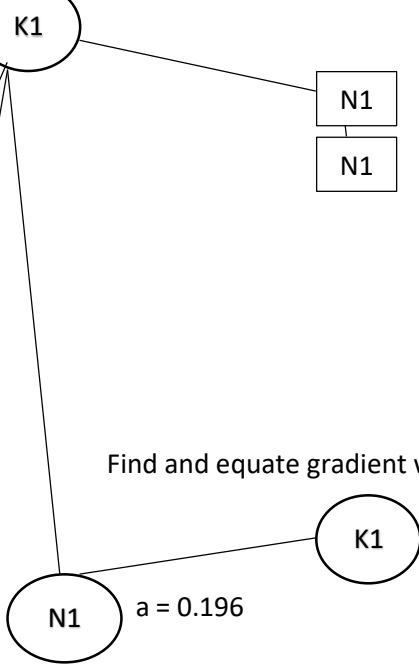 K1
N1
N1
Find and equate gradient
K1
N1
a = 0.196